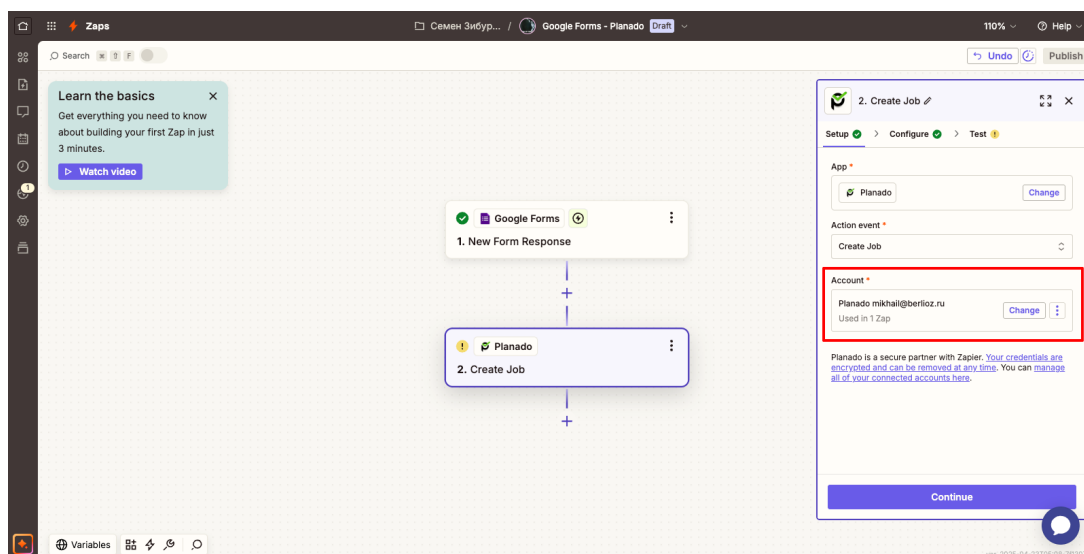 Zaps
Семен Зибур... / Google Forms - Planado Draft
110%
Help
Search ⌘ ⇧ F
Undo
Publish
Learn the basics
Get everything you need to know
about building your first Zap in just
3 minutes.
Watch video
1
Google Forms
1. New Form Response
Planado
2. Create Job
2. Create Job
Setup > Configure > Test
App *
Planado
Change
Action event *
Create Job
Account *
Planado mikhail@berlioz.ru
Used in 1 Zap
Change
Planado is a secure partner with Zapier. Your credentials are
encrypted and can be removed at any time. You can manage
all of your connected accounts here.
Continue
Variables